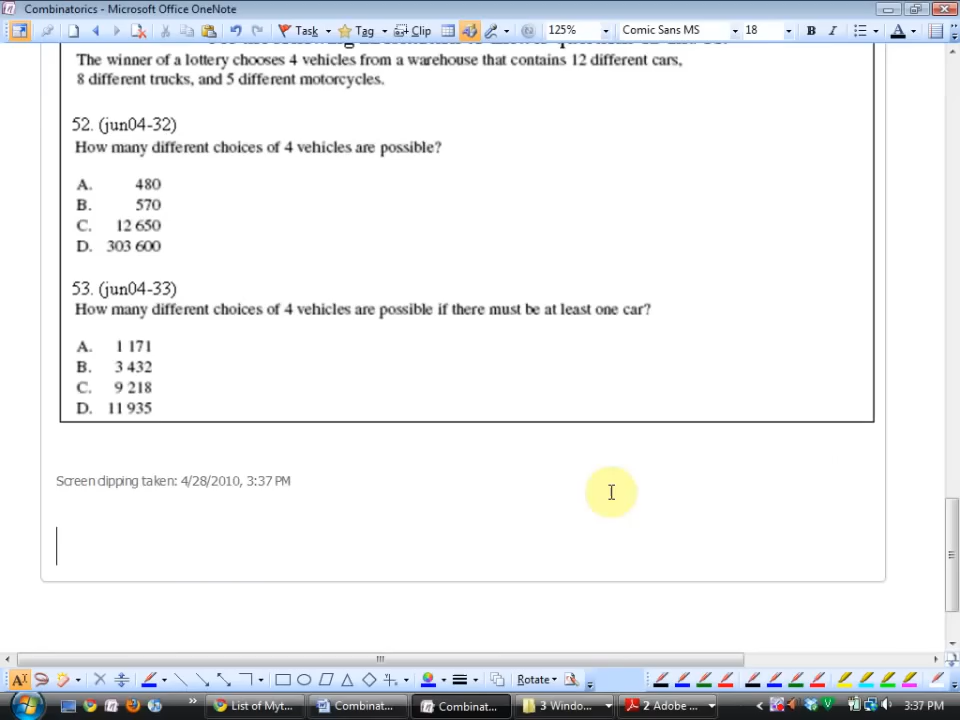 Combinatorics - Microsoft Office OneNote
Task
Tag
Clip
125%
Comic Sans MS
18
B
I
A
The winner of a lottery chooses 4 vehicles from a warehouse that contains 12 different cars,
8 different trucks, and 5 different motorcycles.
52. (jun04-32)
How many different choices of 4 vehicles are possible?
A. 480
B. 570
C. 12 650
D. 303 600
53. (jun04-33)
How many different choices of 4 vehicles are possible if there must be at least one car?
A. 1 171
B. 3 432
C. 9 218
D. 11 935
Screen clipping taken: 4/28/2010, 3:37 PM
Rotate
List of Myt...
Combinat...
Combinat...
3 Windo...
2 Adobe ...
3:37 PM